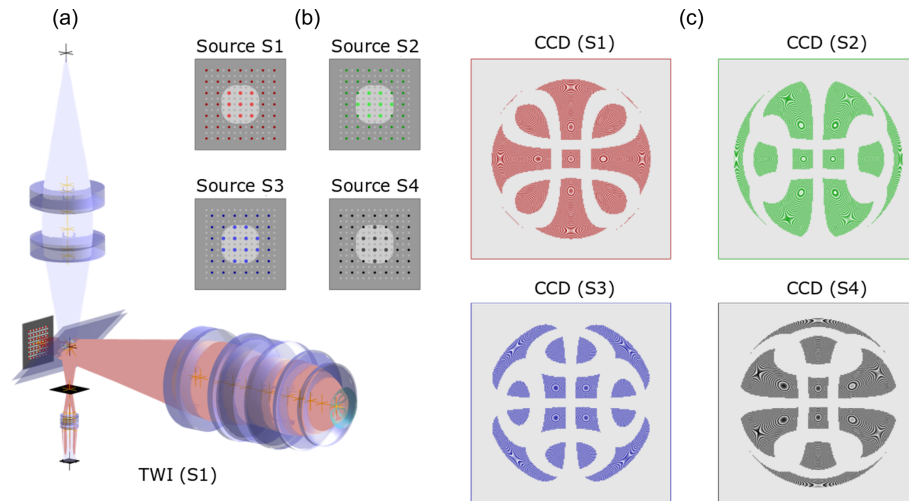 (a)
(b)
(c)
Source S1
Source S2
Source S3
Source S4
TWI (S1)
CCD (S1)
CCD (S2)
CCD (S3)
CCD (S4)